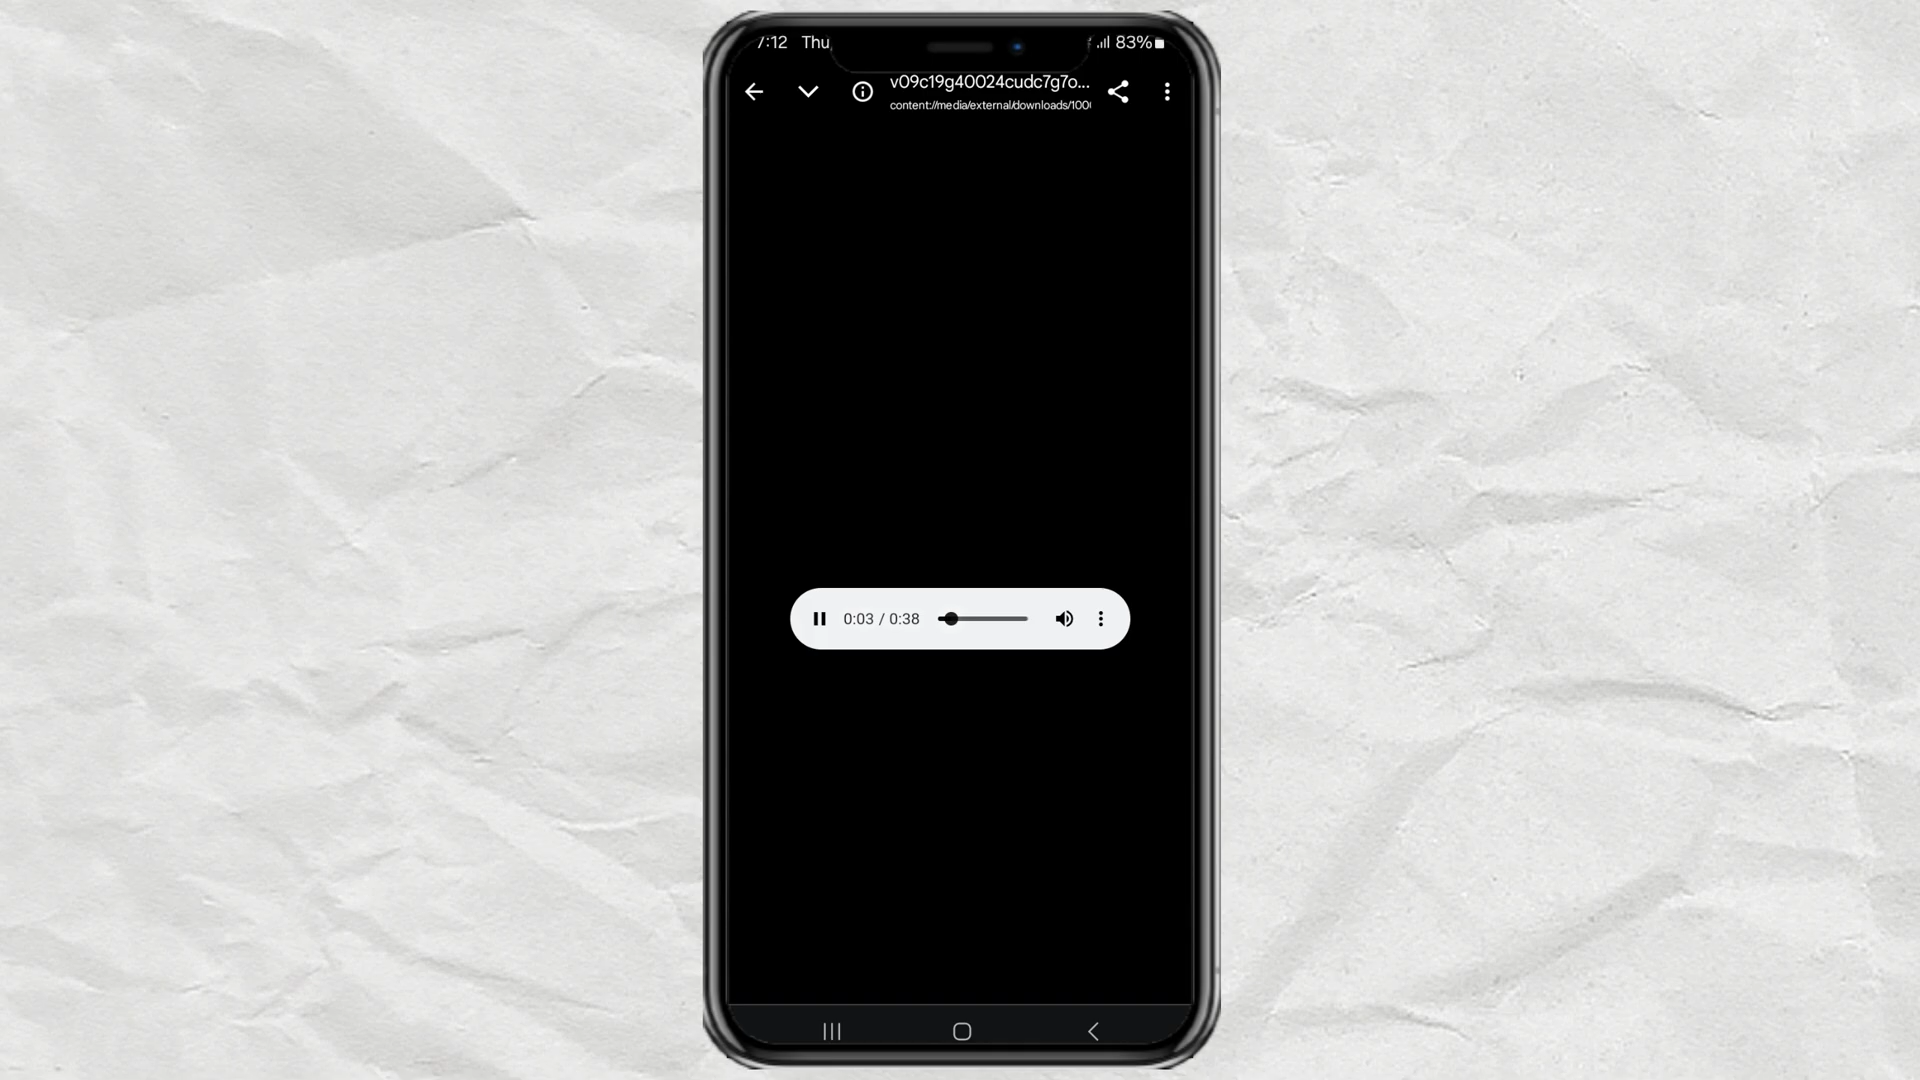 7:12 Thu 83%
v09c19g40024cudc7g7o...
content://media/external/downloads/100
0:03 / 0:38